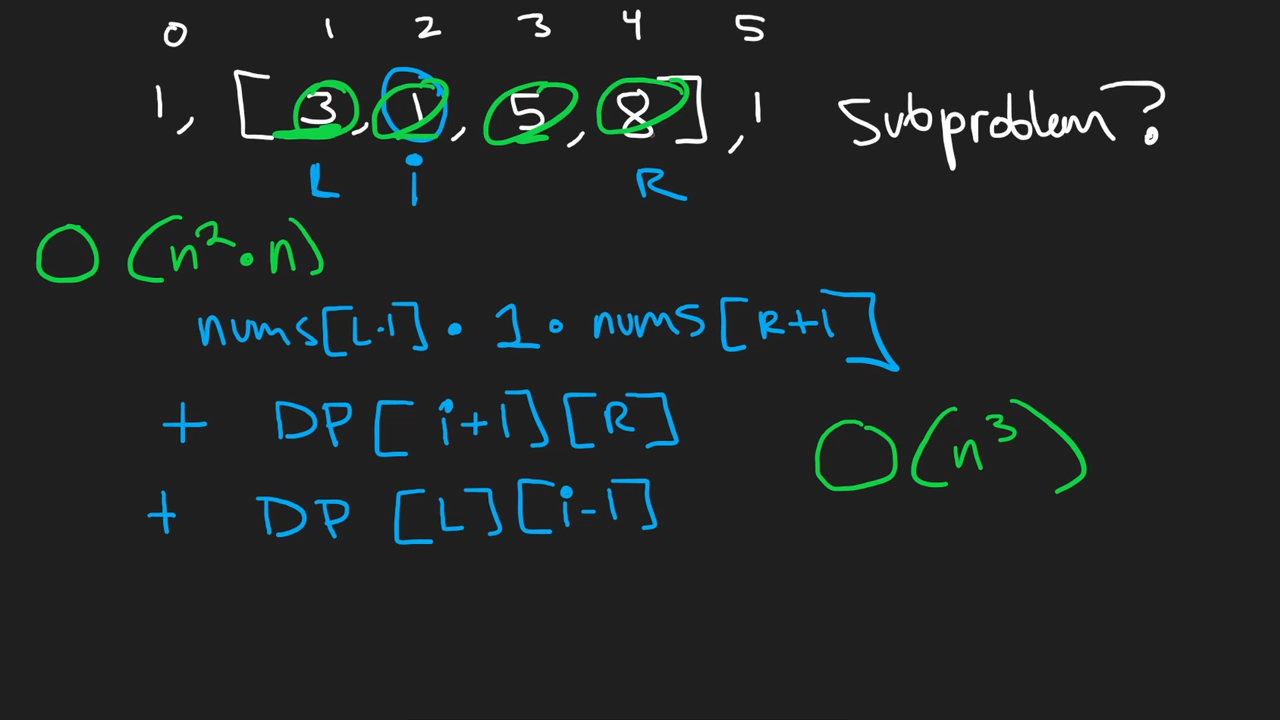 0 1 2 3 4 5
1, [3, 1, 5, 8], 1 Subproblem?
L i R
O(n²·n)
nums[L-1] · 1 · nums[R+1]
+ DP[i+1][R]
O(n³)
+ DP[L][i-1]